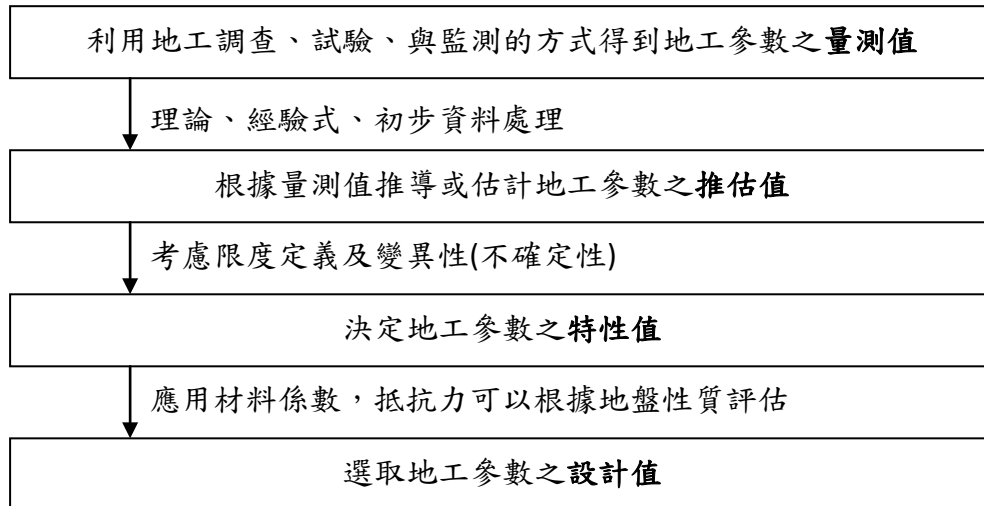 利用地工調查、試驗、與監測的方式得到地工參數之量測值
理論、經驗式、初步資料處理
根據量測值推導或估計地工參數之推估值
考慮限度定義及變異性(不確定性)
決定地工參數之特性值
應用材料係數，抵抗力可以根據地盤性質評估
選取地工參數之設計值